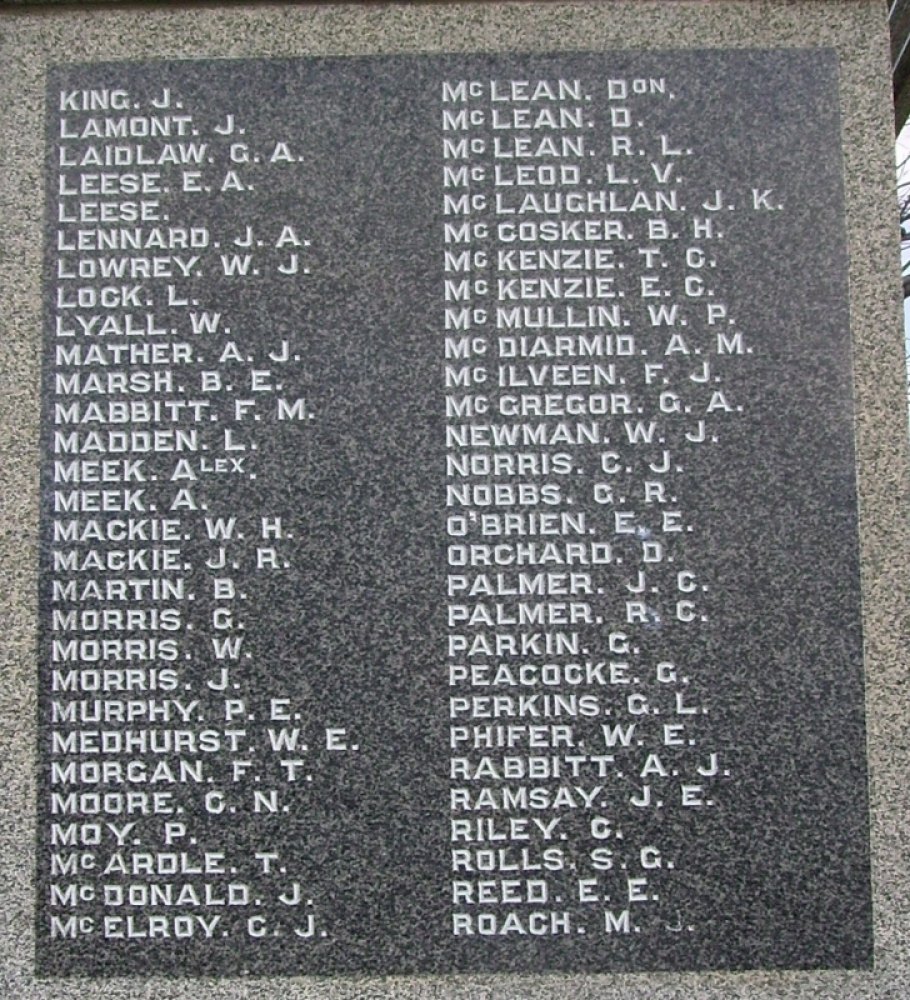 KING. J.
LAMONT. J.
LAIDLAW. G. A.
LEESE. E. A.
LEESE.
LENNARD. J. A.
LOWREY. W. J.
LOCK. L.
LYALL. W.
MATHER. A. J.
MARSH. B. E.
MABBITT. F. M.
MADDEN. L.
MEEK. ALEX.
MEEK. A.
MACKIE. W. H.
MACKIE. J. R.
MARTIN. B.
MORRIS. G.
MORRIS. W.
MORRIS. J.
MURPHY. P. E.
MEDHURST. W. E.
MORGAN. F. T.
MOORE. C. N.
MOY. P.
McARDLE. T.
McDONALD. J.
McELROY. C. J.
McLEAN. DON.
McLEAN. D.
McLEAN. R. L.
McLEOD. L. V.
McLAUGHLAN. J. K.
McCOSKER. B. H.
McKENZIE. T. C.
McKENZIE. E. C.
McMULLIN. W. P.
McDIARMID. A. M.
McILVEEN. F. J.
McGREGOR. G. A.
NEWMAN. W. J.
NORRIS. C. J.
NOBBS. G. R.
O'BRIEN. E. E.
ORCHARD. D.
PALMER. J. C.
PALMER. R. C.
PARKIN. G.
PEACOCKE. G.
PERKINS. G. L.
PHIFER. W. E.
RABBITT. A. J.
RAMSAY. J. E.
RILEY. C.
ROLLS. S. G.
REED. E. E.
ROACH. M. J.